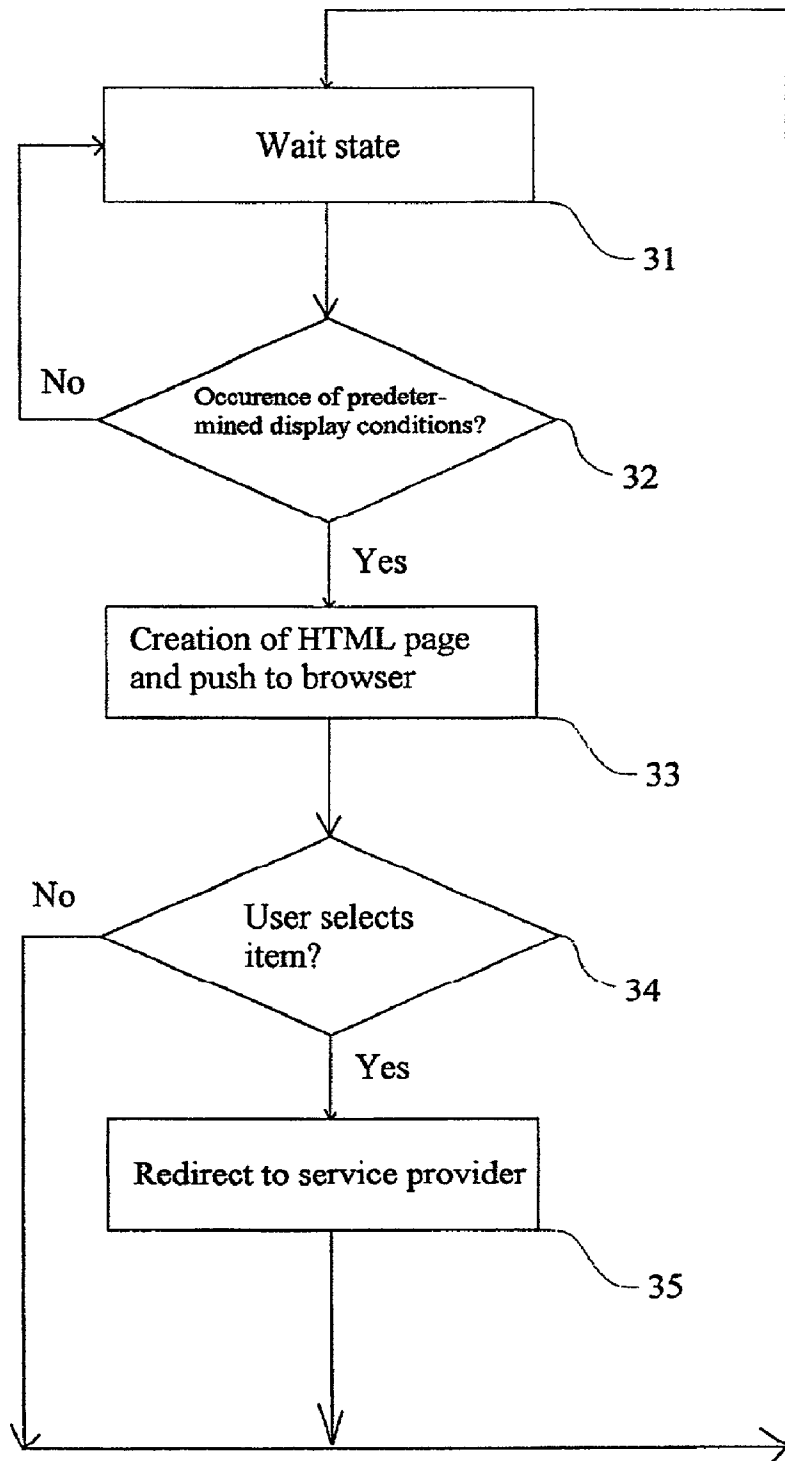 Wait state
31
No
Occurence of predeter-
mined display conditions?
32
Yes
Creation of HTML page
and push to browser
33
No
User selects
item?
34
Yes
Redirect to service provider
35